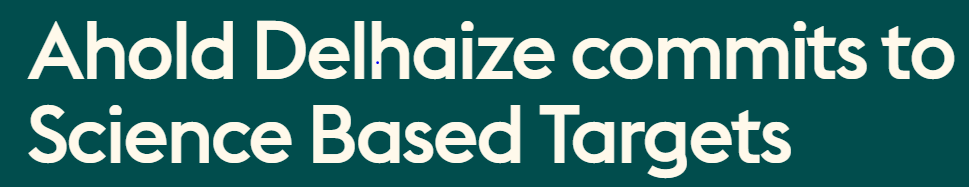 Ahold Delhaize commits to
Science Based Targets